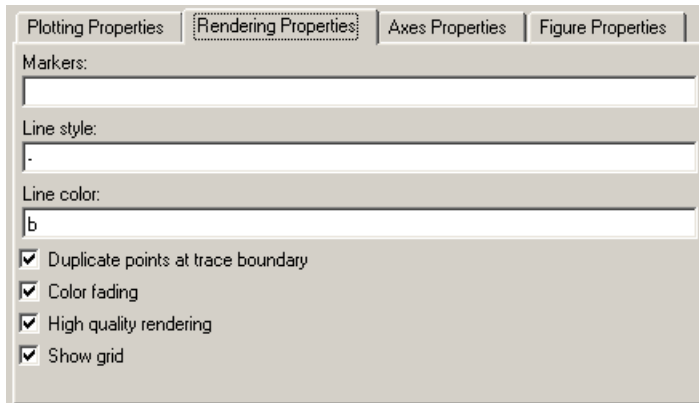 Plotting Properties Rendering Properties Axes Properties Figure Properties
Markers:
Line style:
-
Line color:
b
Duplicate points at trace boundary
Color fading
High quality rendering
Show grid